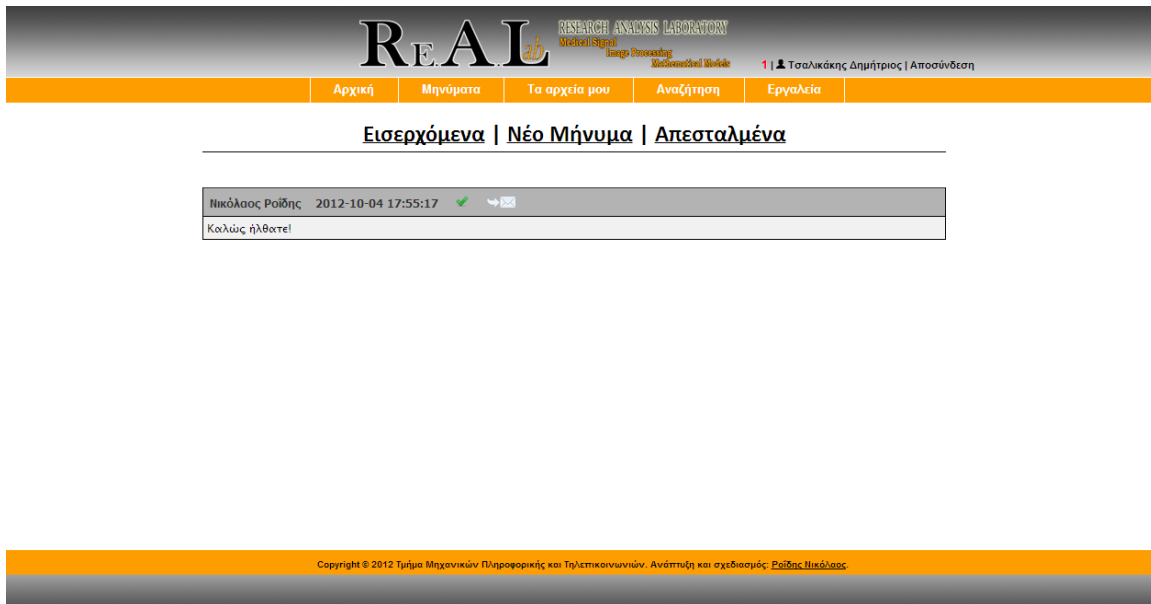 R.E.A.Lab
RESEARCH ANALYSIS LABORATORY
Medical Signal
Image Processing
Mathematical Models
1 | Τσαλικάκης Δημήτριος | Αποσύνδεση
Αρχική Μηνύματα Τα αρχεία μου Αναζήτηση Εργαλεία
Εισερχόμενα | Νέο Μήνυμα | Απεσταλμένα
Νικόλαος Ροΐδης 2012-10-04 17:55:17
Καλώς ήλθατε!
Copyright © 2012 Τμήμα Μηχανικών Πληροφορικής και Τηλεπικοινωνιών. Ανάπτυξη και σχεδιασμός: Ροΐδης Νικόλαος.